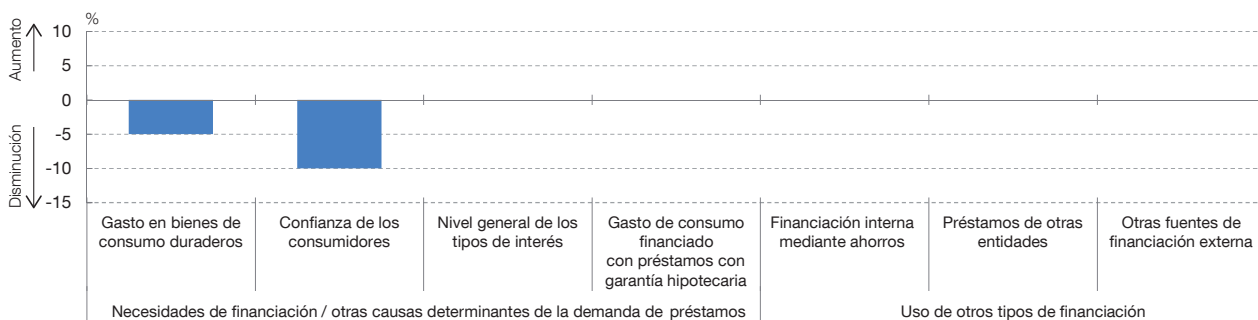 %
Aumento
Disminución
10
5
0
-5
-10
-15
Gasto en bienes de
consumo duraderos
Confianza de los
consumidores
Nivel general de los
tipos de interés
Gasto de consumo
financiado
con préstamos con
garantía hipotecaria
Financiación interna
mediante ahorros
Préstamos de otras
entidades
Otras fuentes de
financiación externa
Necesidades de financiación / otras causas determinantes de la demanda de préstamos
Uso de otros tipos de financiación